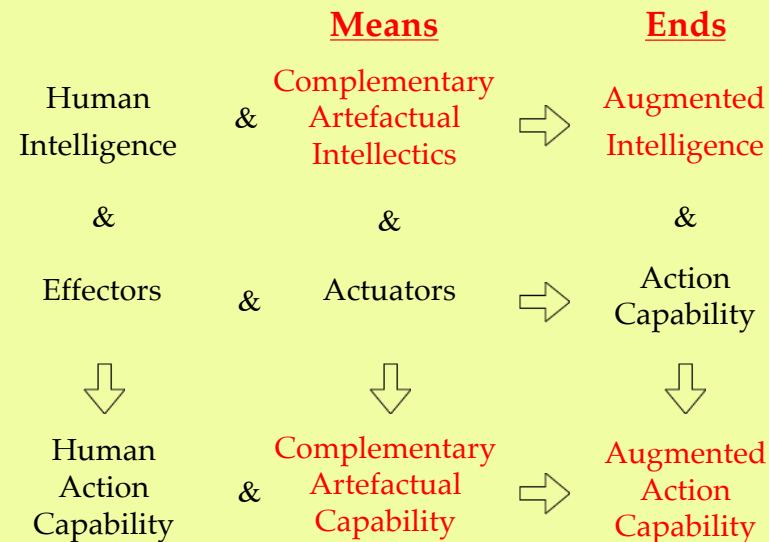 Means Ends
Human Intelligence & Complementary Artefactual Intellectics Augmented Intelligence
& & &
Effectors & Actuators Action Capability
Human Action Capability & Complementary Artefactual Capability Augmented Action Capability